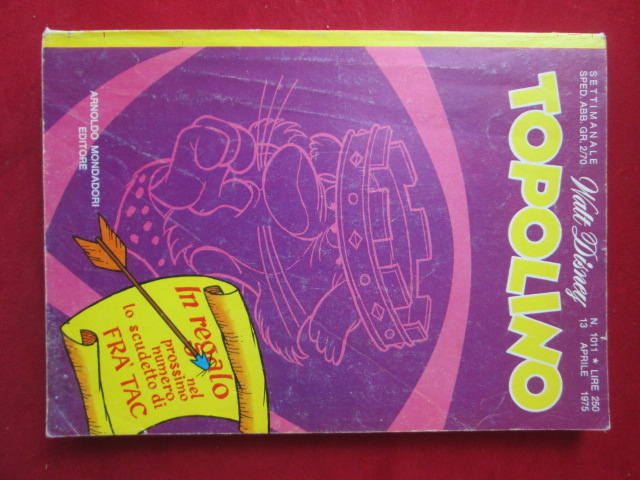 SETTIMANALE
SPED. ABB. GR. 2/70
Walt Disney
N. 1011 * LIRE 250
13 APRILE 1975
TOPOLINO
ARNOLDO MONDADORI
EDITORE
In regalo
nel
prossimo
numero,
lo scudetto di
FRA' TAC